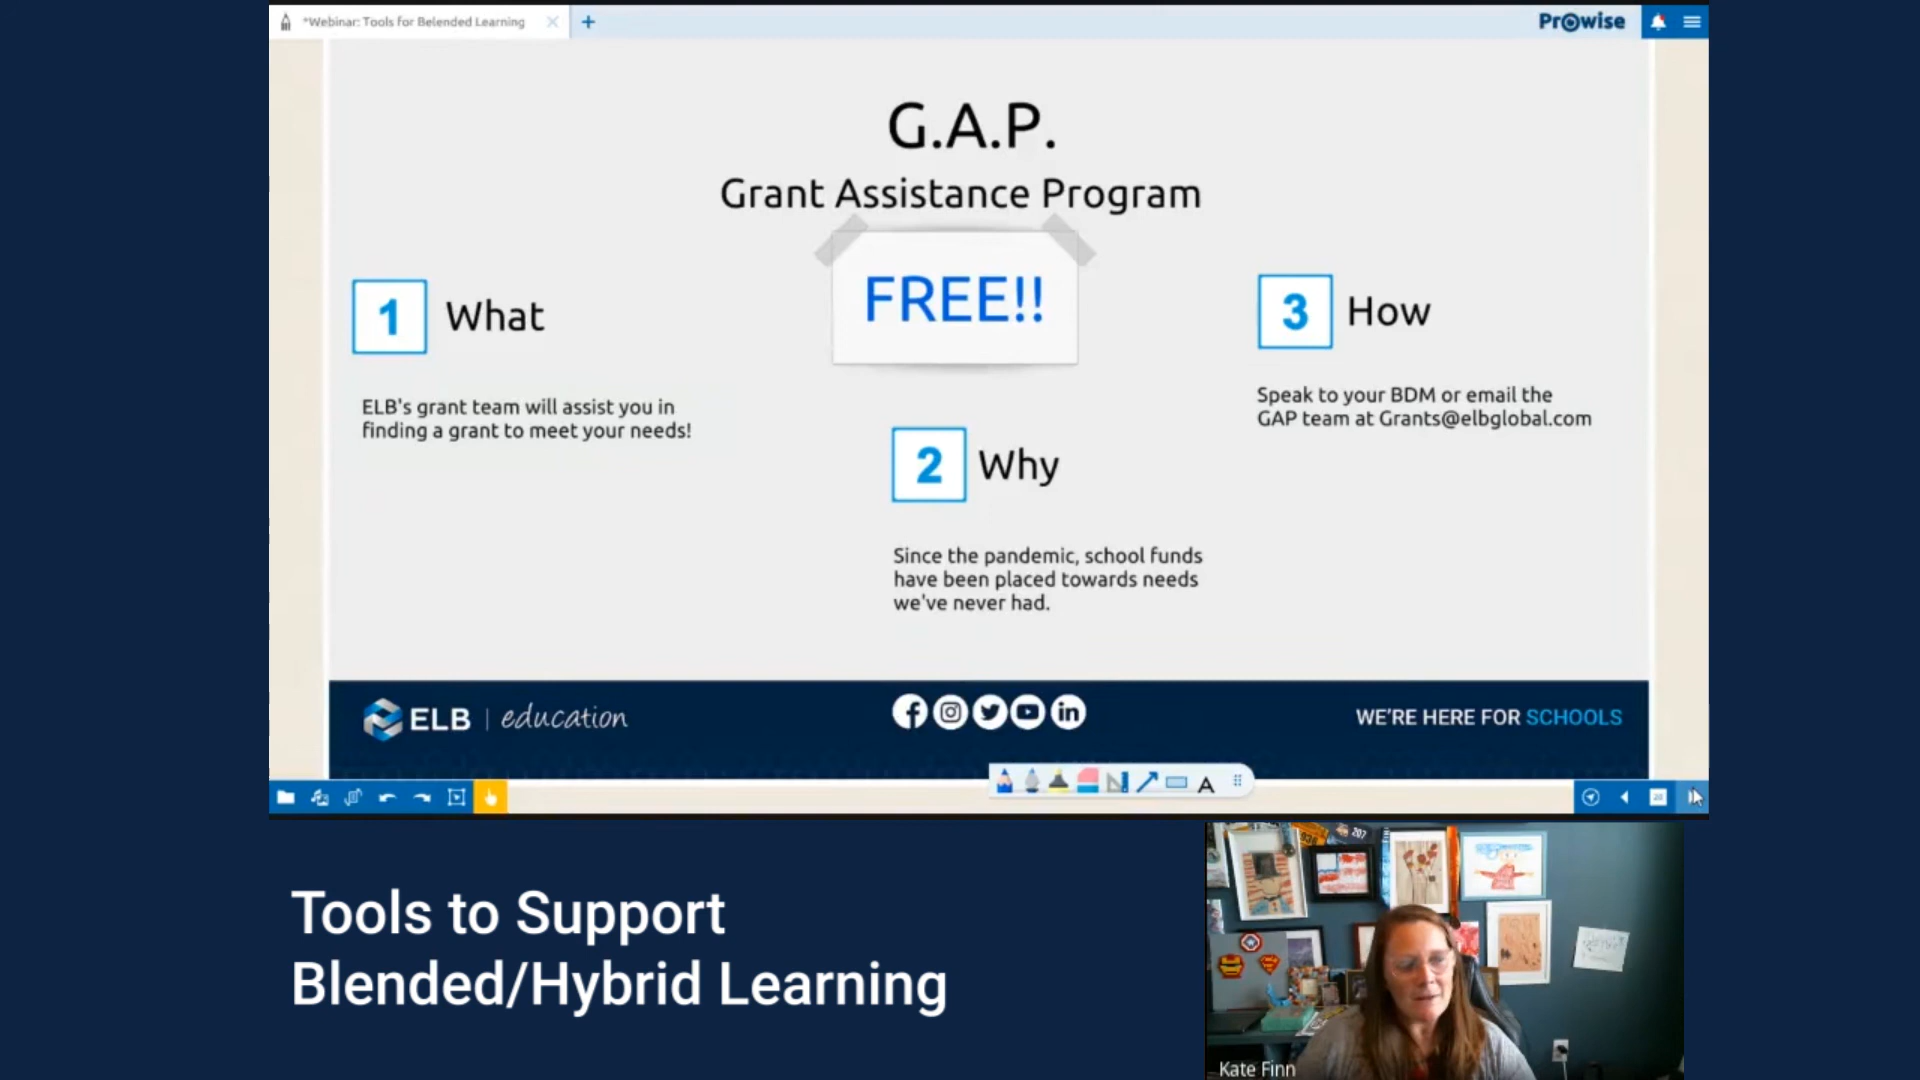 *Webinar: Tools for Belended Learning
Prowise
G.A.P.
Grant Assistance Program
FREE!!
1 What
ELB's grant team will assist you in
finding a grant to meet your needs!
2 Why
Since the pandemic, school funds
have been placed towards needs
we've never had.
3 How
Speak to your BDM or email the
GAP team at Grants@elbglobal.com
ELB | education
WE'RE HERE FOR SCHOOLS
A
Tools to Support
Blended/Hybrid Learning
207
Kate Finn